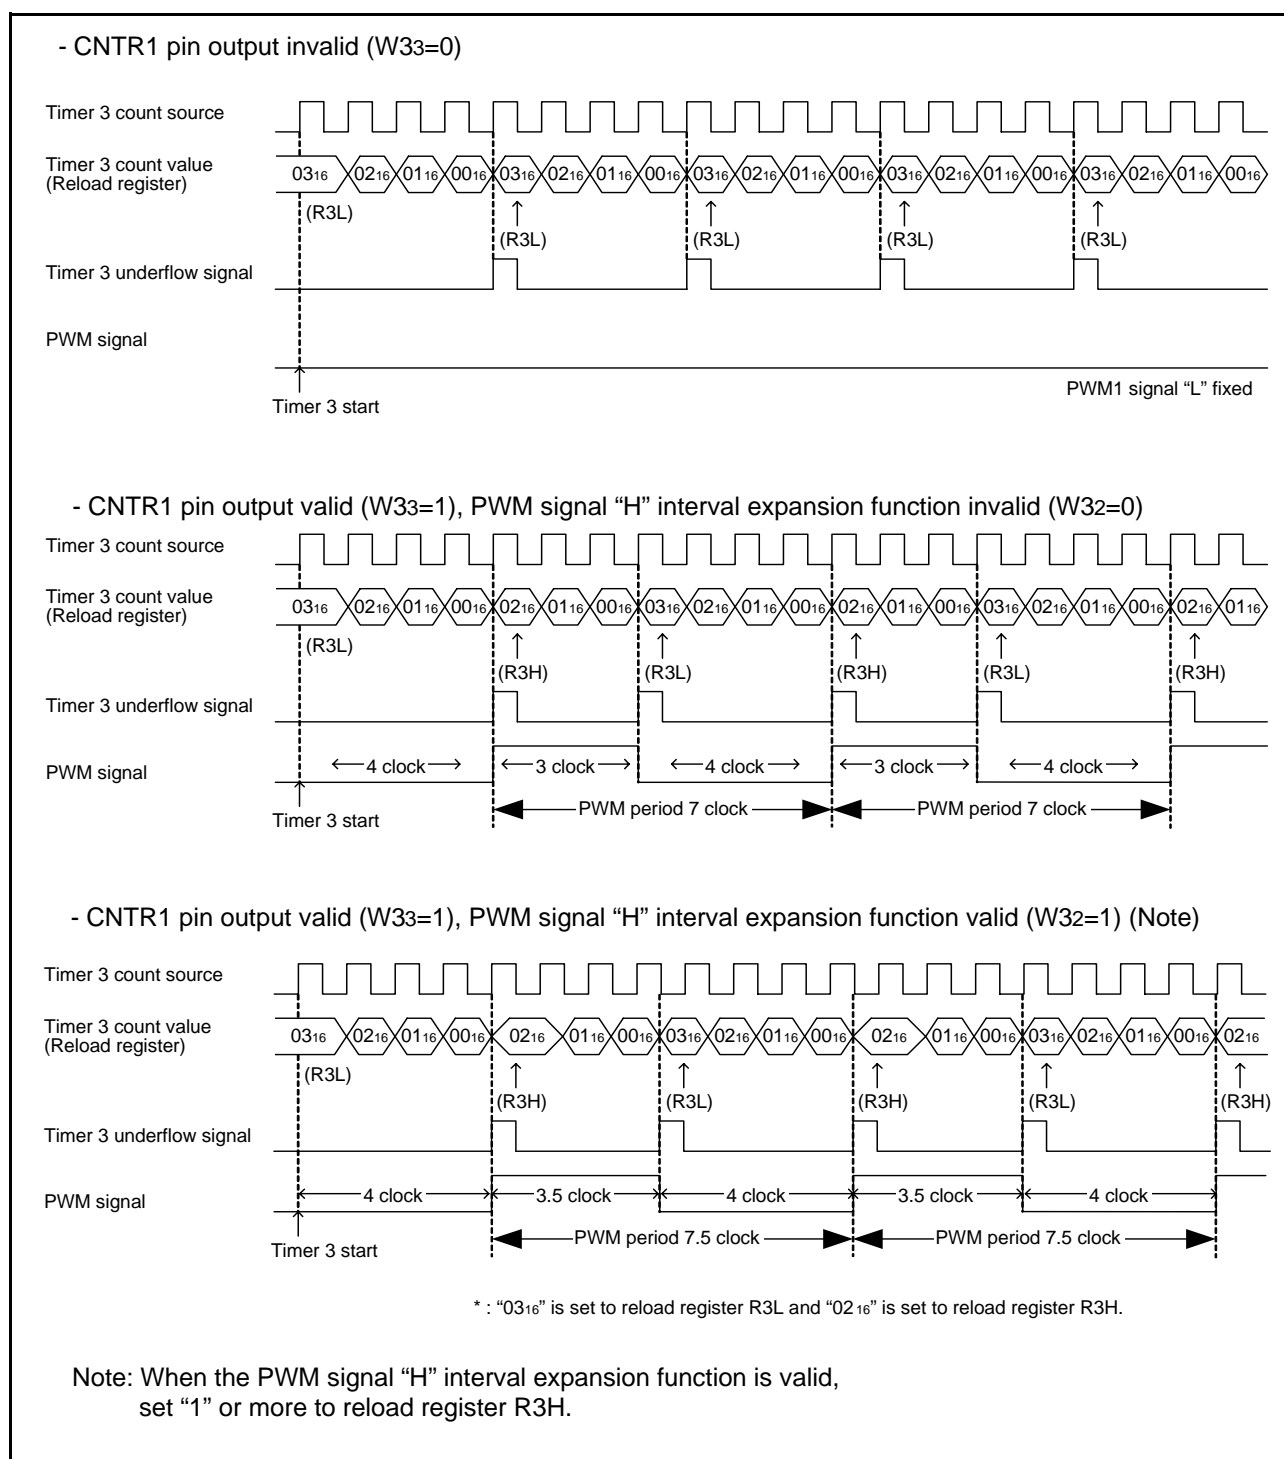 - CNTR1 pin output invalid (W33=0)
Timer 3 count source
Timer 3 count value
(Reload register)
0316 0216 0116 0016 0316 0216 0116 0016 0316 0216 0116 0016 0316 0216 0116 0016 0316 0216 0116 0016
(R3L) (R3L) (R3L) (R3L) (R3L)
Timer 3 underflow signal
PWM signal
PWM1 signal “L” fixed
Timer 3 start
- CNTR1 pin output valid (W33=1), PWM signal “H” interval expansion function invalid (W32=0)
Timer 3 count source
Timer 3 count value
(Reload register)
0316 0216 0116 0016 0216 0116 0016 0316 0216 0116 0016 0216 0116 0016 0316 0216 0116 0016 0216 0116
(R3L) (R3H) (R3L) (R3H) (R3L) (R3H)
Timer 3 underflow signal
PWM signal
4 clock 3 clock 4 clock 3 clock 4 clock
PWM period 7 clock PWM period 7 clock
Timer 3 start
- CNTR1 pin output valid (W33=1), PWM signal “H” interval expansion function valid (W32=1) (Note)
Timer 3 count source
Timer 3 count value
(Reload register)
0316 0216 0116 0016 0216 0116 0016 0316 0216 0116 0016 0216 0116 0016 0316 0216 0116 0016 0216
(R3L) (R3H) (R3L) (R3H) (R3L) (R3H)
Timer 3 underflow signal
PWM signal
4 clock 3.5 clock 4 clock 3.5 clock 4 clock
PWM period 7.5 clock PWM period 7.5 clock
Timer 3 start
* : “0316” is set to reload register R3L and “0216” is set to reload register R3H.
Note: When the PWM signal “H” interval expansion function is valid,
set “1” or more to reload register R3H.